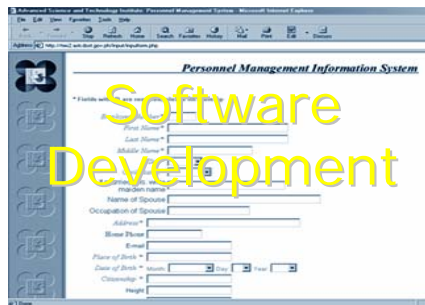 Advanced Science and Technology Institute Personnel Management System - Microsoft Internet Explorer
File Edit View Favorites Tools Help
Stop Refresh Home Search Favorites History Mail Print Edit Discuss
Address
Personnel Management Information System
* Fields with
Software
First Name *
Last Name *
Middle Name *
Development
maiden name *
Name of Spouse
Occupation of Spouse
Address *
Home Phone
E-mail
Place of Birth *
Date of Birth * Month Day Year
Citizenship *
Height